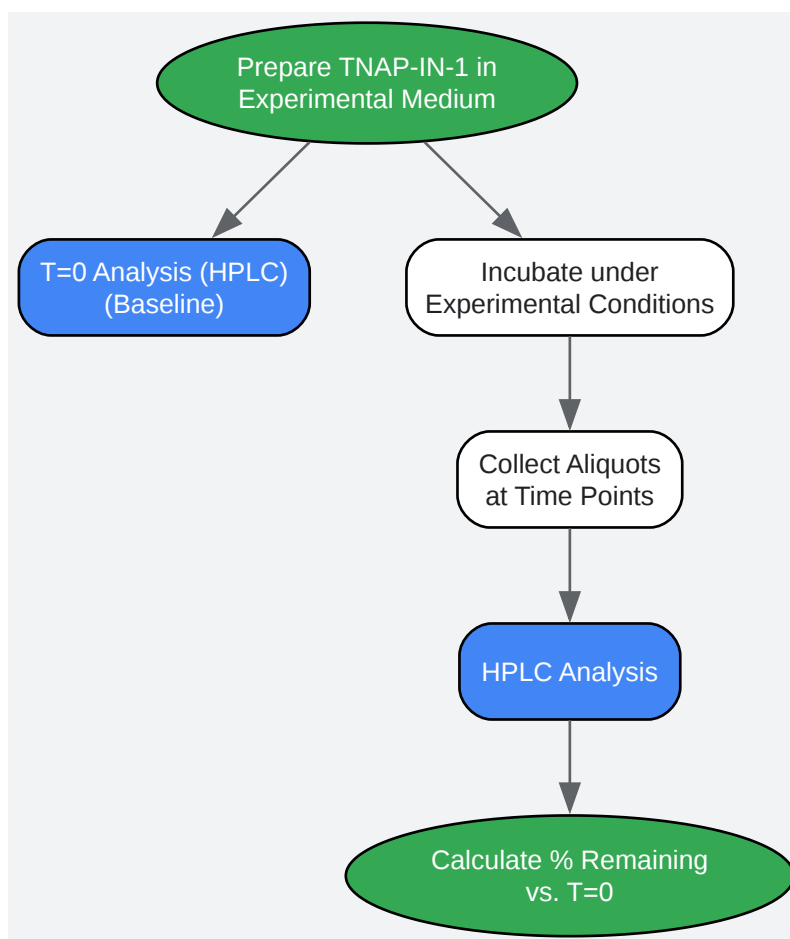 Prepare TNAP-IN-1 in
Experimental Medium
T=0 Analysis (HPLC)
(Baseline)
Incubate under
Experimental Conditions
Collect Aliquots
at Time Points
HPLC Analysis
Calculate % Remaining
vs. T=0